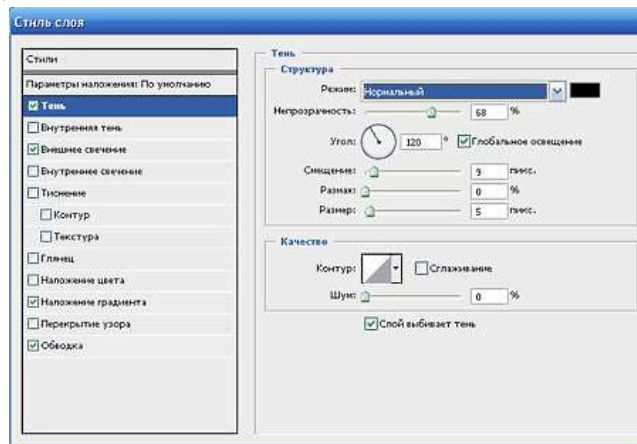 Стиль слоя
Стили
Параметры наложения: По умолчанию
Тень
Внутренняя тень
Внешнее свечение
Внутреннее свечение
Тиснение
Контур
Текстура
Глянец
Наложение цвета
Наложение градиента
Перекрытие узора
Обводка
Тень
Структура
Режим: Нормальный
Непрозрачность: 68 %
Угол: 120 ° Глобальное освещение
Смещение: 9 пикс.
Размах: 0 %
Размер: 5 пикс.
Качество
Контур: Сглаживание
Шум: 0 %
Слой выбивает тень